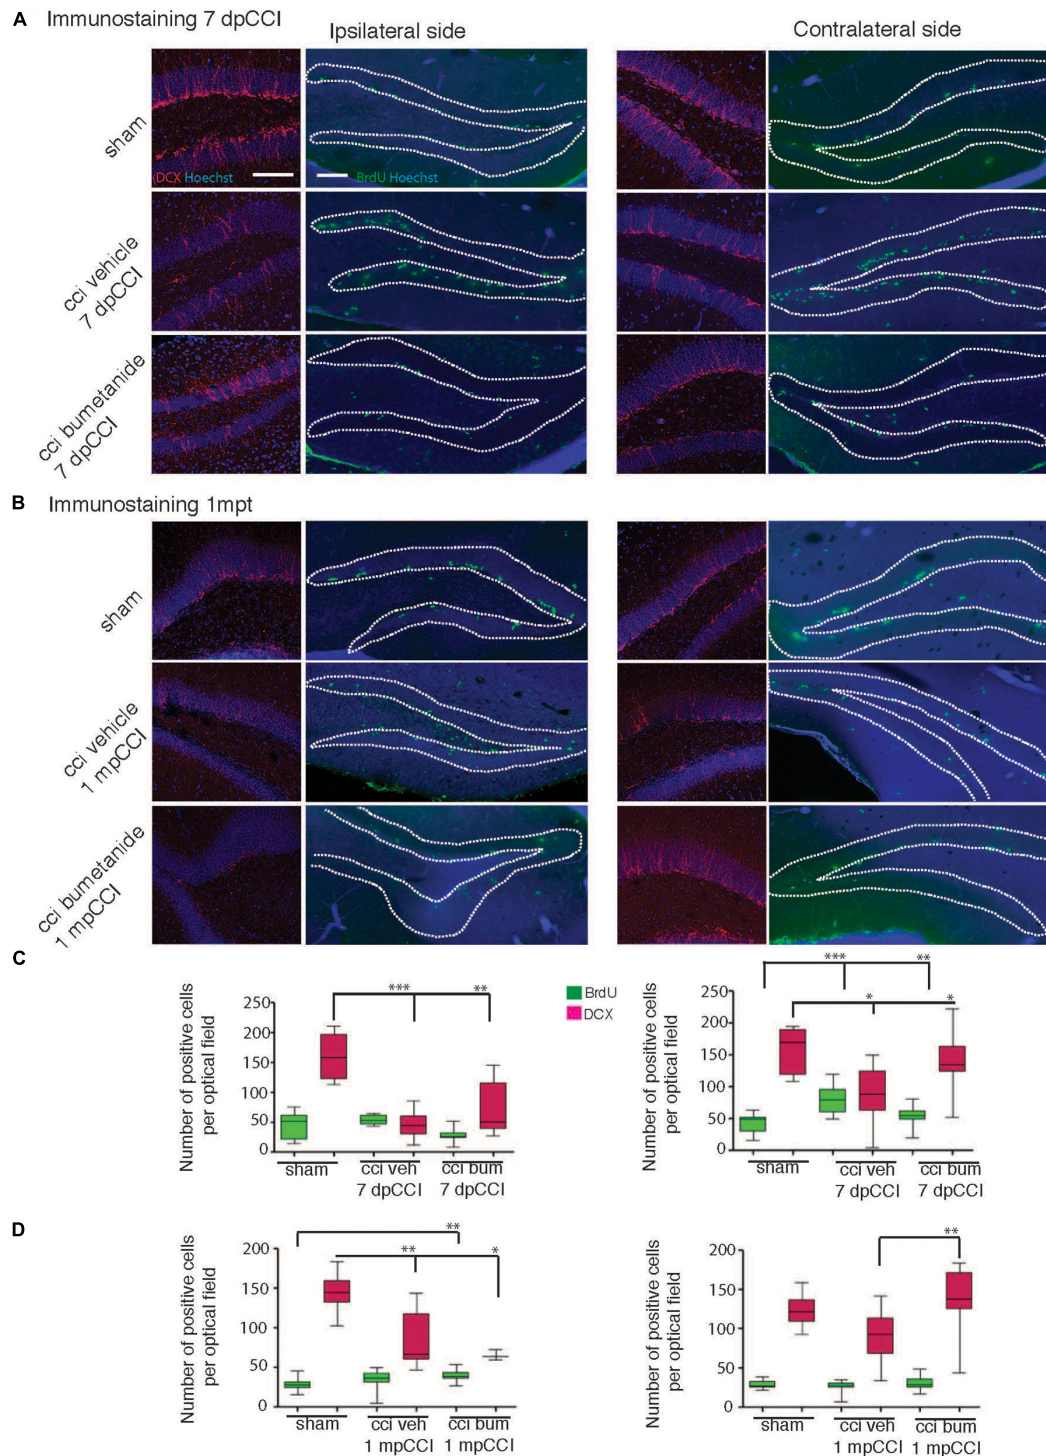 A Immunostaining 7 dpCCI
Ipsilateral side
Contralateral side
sham
DCX Hoechst
BrdU Hoechst
cci vehicle
7 dpCCI
cci bumetanide
7 dpCCI
B Immunostaining 1mpt
sham
cci vehicle
1 mpCCI
cci bumetanide
1 mpCCI
C
Number of positive cells
per optical field
250
200
150
100
50
0
*** **
sham
cci veh
7 dpCCI
cci bum
7 dpCCI
BrdU
DCX
Number of positive cells
per optical field
250
200
150
100
50
0
*** **
* *
sham
cci veh
7 dpCCI
cci bum
7 dpCCI
D
Number of positive cells
per optical field
200
150
100
50
0
**
** *
sham
cci veh
1 mpCCI
cci bum
1 mpCCI
Number of positive cells
per optical field
200
150
100
50
0
**
sham
cci veh
1 mpCCI
cci bum
1 mpCCI